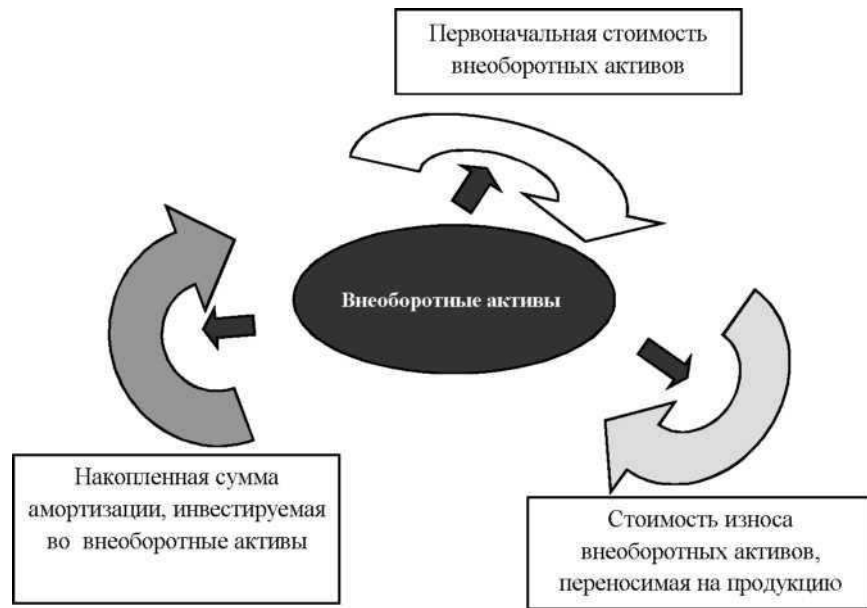 Первоначальная стоимость
внеоборотных активов
Внеоборотные активы
Накопленная сумма
амортизации, инвестируемая
во внеоборотные активы
Стоимость износа
внеоборотных активов,
переносимая на продукцию